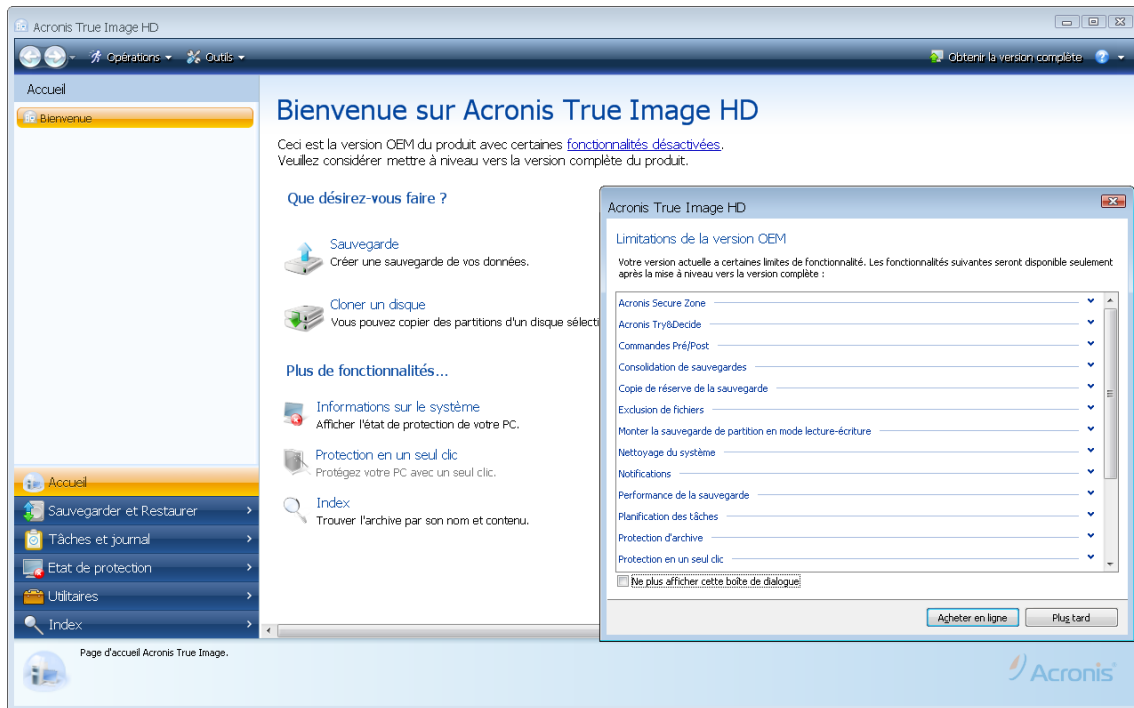 Acronis True Image HD
Opérations
Outils
Obtenir la version complète
Accueil
Bienvenue
Bienvenue sur Acronis True Image HD
Ceci est la version OEM du produit avec certaines fonctionnalités désactivées.
Veuillez considérer mettre à niveau vers la version complète du produit.
Que désirez-vous faire ?
Sauvegarde
Créer une sauvegarde de vos données.
Cloner un disque
Vous pouvez copier des partitions d'un disque sélecti
Plus de fonctionnalités...
Informations sur le système
Afficher l'état de protection de votre PC.
Protection en un seul clic
Protégez votre PC avec un seul clic.
Index
Trouver l'archive par son nom et contenu.
Accueil
Sauvegarder et Restaurer
Tâches et journal
Etat de protection
Utilitaires
Index
Page d'accueil Acronis True Image.
Acronis True Image HD
Limitations de la version OEM
Votre version actuelle a certaines limites de fonctionnalité. Les fonctionnalités suivantes seront disponible seulement
après la mise à niveau vers la version complète :
Acronis Secure Zone
Acronis Try&Decide
Commandes Pré/Post
Consolidation de sauvegardes
Copie de réserve de la sauvegarde
Exclusion de fichiers
Monter la sauvegarde de partition en mode lecture-écriture
Nettoyage du système
Notifications
Performance de la sauvegarde
Planification des tâches
Protection d'archive
Protection en un seul clic
Ne plus afficher cette boîte de dialogue
Acheter en ligne
Plus tard
Acronis